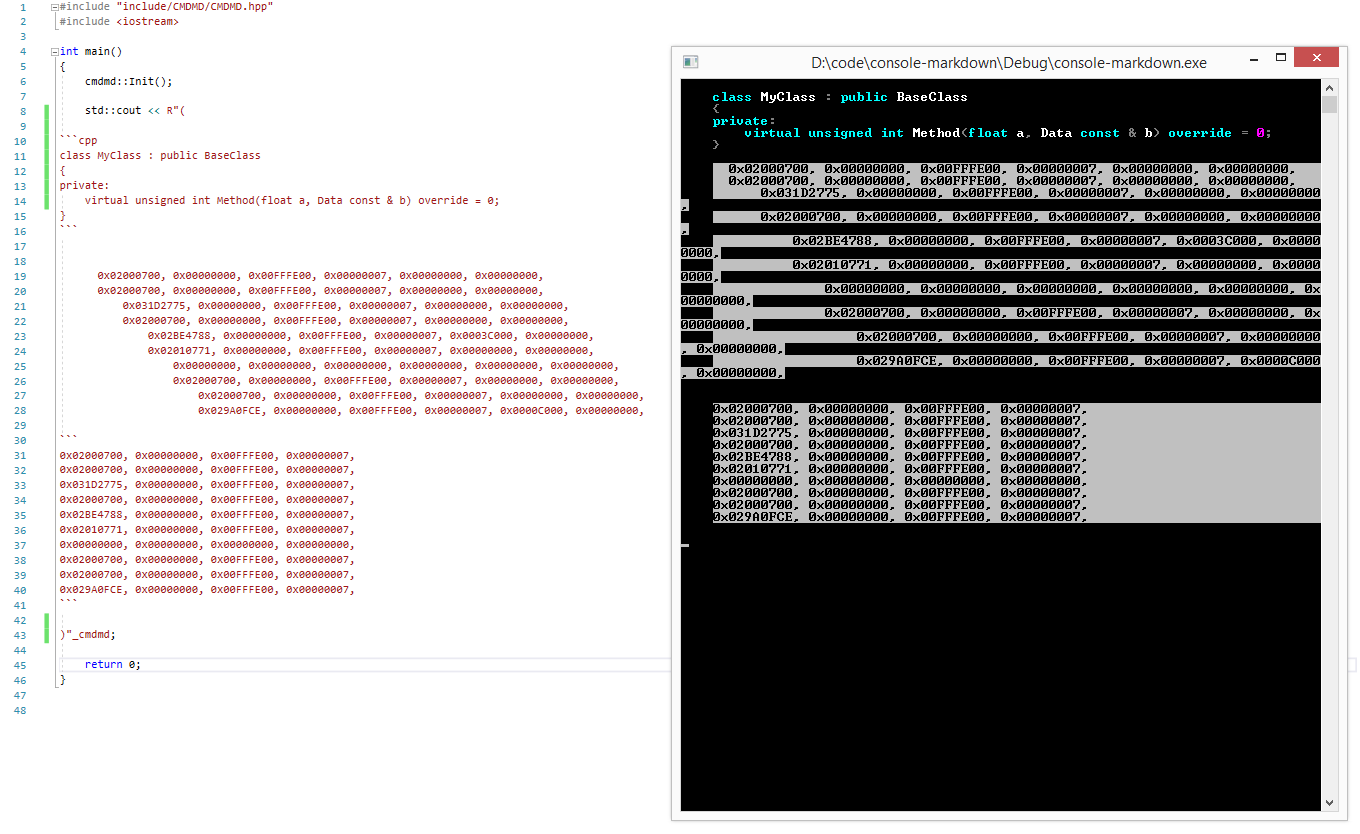 1 #include "include/CMDMD/CMDMD.hpp"
2 #include <iostream>
3
4 int main()
5 {
6     cmdmd::Init();
7
8     std::cout << R"(
9
10 ```cpp
11 class MyClass : public BaseClass
12 {
13 private:
14     virtual unsigned int Method(float a, Data const & b) override = 0;
15 }
16 ```
17
18
19       0x02000700, 0x00000000, 0x00FFFE00, 0x00000007, 0x00000000, 0x00000000,
20       0x02000700, 0x00000000, 0x00FFFE00, 0x00000007, 0x00000000, 0x00000000,
21           0x031D2775, 0x00000000, 0x00FFFE00, 0x00000007, 0x00000000, 0x00000000,
22           0x02000700, 0x00000000, 0x00FFFE00, 0x00000007, 0x00000000, 0x00000000,
23               0x02BE4788, 0x00000000, 0x00FFFE00, 0x00000007, 0x0003C000, 0x00000000,
24               0x02010771, 0x00000000, 0x00FFFE00, 0x00000007, 0x00000000, 0x00000000,
25                   0x00000000, 0x00000000, 0x00000000, 0x00000000, 0x00000000, 0x00000000,
26                   0x02000700, 0x00000000, 0x00FFFE00, 0x00000007, 0x00000000, 0x00000000,
27                       0x02000700, 0x00000000, 0x00FFFE00, 0x00000007, 0x00000000, 0x00000000,
28                       0x029A0FCE, 0x00000000, 0x00FFFE00, 0x00000007, 0x0000C000, 0x00000000,
29
30 ```
31 0x02000700, 0x00000000, 0x00FFFE00, 0x00000007,
32 0x02000700, 0x00000000, 0x00FFFE00, 0x00000007,
33 0x031D2775, 0x00000000, 0x00FFFE00, 0x00000007,
34 0x02000700, 0x00000000, 0x00FFFE00, 0x00000007,
35 0x02BE4788, 0x00000000, 0x00FFFE00, 0x00000007,
36 0x02010771, 0x00000000, 0x00FFFE00, 0x00000007,
37 0x00000000, 0x00000000, 0x00000000, 0x00000000,
38 0x02000700, 0x00000000, 0x00FFFE00, 0x00000007,
39 0x02000700, 0x00000000, 0x00FFFE00, 0x00000007,
40 0x029A0FCE, 0x00000000, 0x00FFFE00, 0x00000007,
41 ```
42
43 )"_cmdmd;
44
45     return 0;
46 }
47
48
D:\code\console-markdown\Debug\console-markdown.exe
class MyClass : public BaseClass
{
private:
    virtual unsigned int Method(float a, Data const & b) override = 0;
}
0x02000700, 0x00000000, 0x00FFFE00, 0x00000007, 0x00000000, 0x00000000,
0x02000700, 0x00000000, 0x00FFFE00, 0x00000007, 0x00000000, 0x00000000,
0x031D2775, 0x00000000, 0x00FFFE00, 0x00000007, 0x00000000, 0x00000000
,
0x02000700, 0x00000000, 0x00FFFE00, 0x00000007, 0x00000000, 0x00000000
,
0x02BE4788, 0x00000000, 0x00FFFE00, 0x00000007, 0x0003C000, 0x0000
0000,
0x02010771, 0x00000000, 0x00FFFE00, 0x00000007, 0x00000000, 0x0000
0000,
0x00000000, 0x00000000, 0x00000000, 0x00000000, 0x00000000, 0x
00000000,
0x02000700, 0x00000000, 0x00FFFE00, 0x00000007, 0x00000000, 0x
00000000,
0x02000700, 0x00000000, 0x00FFFE00, 0x00000007, 0x00000000
, 0x00000000,
0x029A0FCE, 0x00000000, 0x00FFFE00, 0x00000007, 0x0000C000
, 0x00000000,
0x02000700, 0x00000000, 0x00FFFE00, 0x00000007,
0x02000700, 0x00000000, 0x00FFFE00, 0x00000007,
0x031D2775, 0x00000000, 0x00FFFE00, 0x00000007,
0x02000700, 0x00000000, 0x00FFFE00, 0x00000007,
0x02BE4788, 0x00000000, 0x00FFFE00, 0x00000007,
0x02010771, 0x00000000, 0x00FFFE00, 0x00000007,
0x00000000, 0x00000000, 0x00000000, 0x00000000,
0x02000700, 0x00000000, 0x00FFFE00, 0x00000007,
0x02000700, 0x00000000, 0x00FFFE00, 0x00000007,
0x029A0FCE, 0x00000000, 0x00FFFE00, 0x00000007,